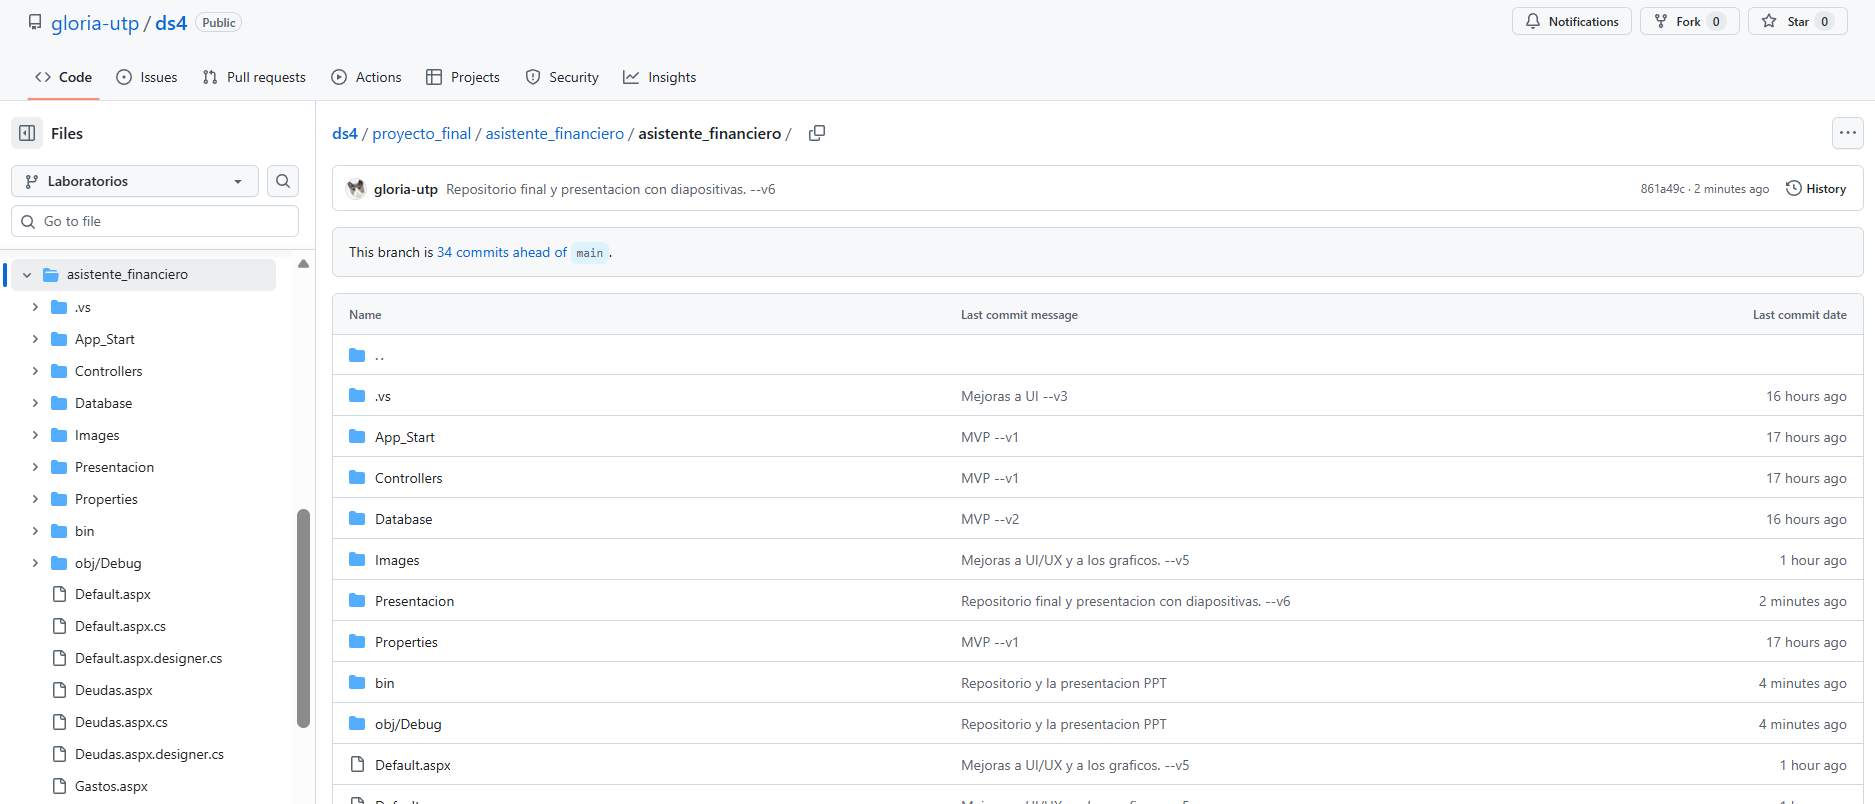 gloria-utp / ds4 Public
Notifications Fork 0 Star 0
Code Issues Pull requests Actions Projects Security Insights
Files
Laboratorios
Go to file
asistente_financiero
.vs
App_Start
Controllers
Database
Images
Presentacion
Properties
bin
obj/Debug
Default.aspx
Default.aspx.cs
Default.aspx.designer.cs
Deudas.aspx
Deudas.aspx.cs
Deudas.aspx.designer.cs
Gastos.aspx
ds4 / proyecto_final / asistente_financiero / asistente_financiero /
gloria-utp Repositorio final y presentacion con diapositivas. --v6 861a49c · 2 minutes ago History
This branch is 34 commits ahead of main .
Name Last commit message Last commit date
..
.vs Mejoras a UI --v3 16 hours ago
App_Start MVP --v1 17 hours ago
Controllers MVP --v1 17 hours ago
Database MVP --v2 16 hours ago
Images Mejoras a UI/UX y a los graficos. --v5 1 hour ago
Presentacion Repositorio final y presentacion con diapositivas. --v6 2 minutes ago
Properties MVP --v1 17 hours ago
bin Repositorio y la presentacion PPT 4 minutes ago
obj/Debug Repositorio y la presentacion PPT 4 minutes ago
Default.aspx Mejoras a UI/UX y a los graficos. --v5 1 hour ago